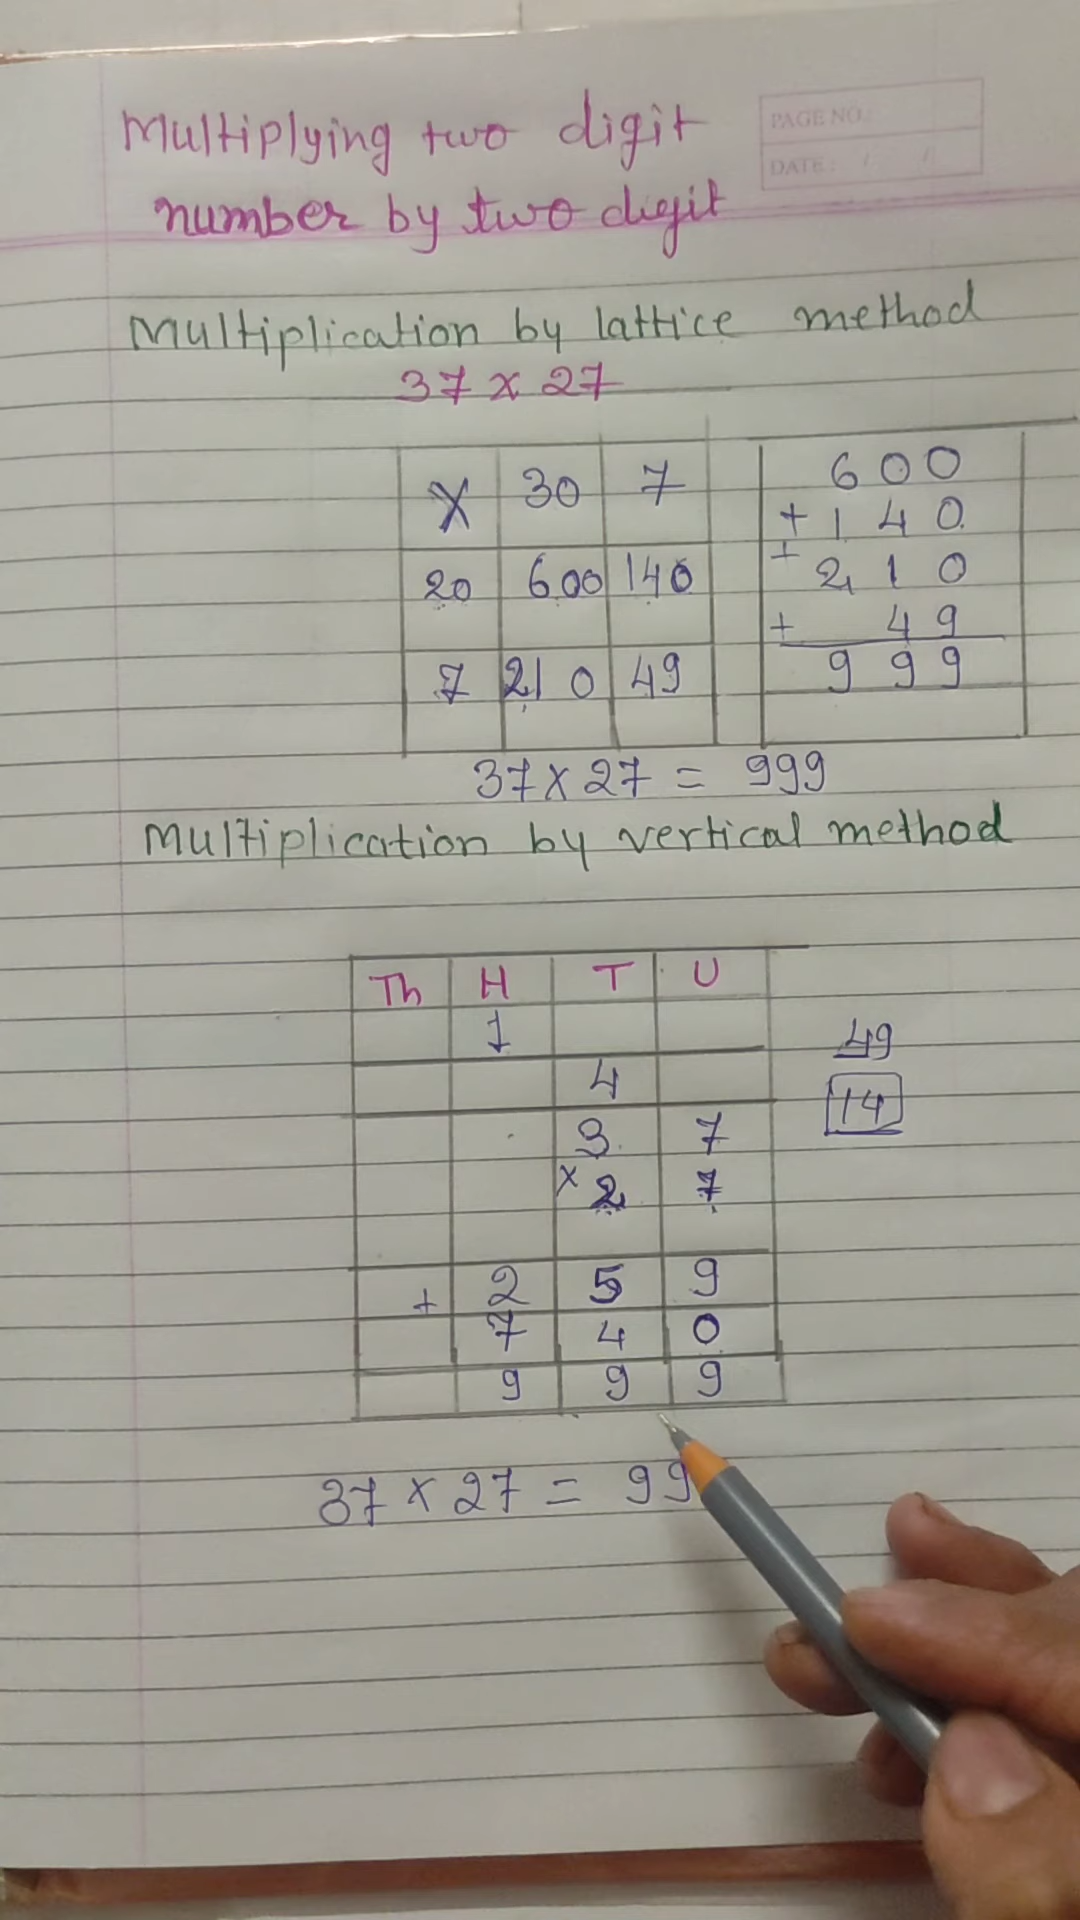 Multiplying two digit
number by two digit
PAGE NO.:
DATE: / /
Multiplication by lattice method
37 x 27
X 30 7
20 600 140
7 210 49
600
+ 140
+ 210
+ 49
999
37 x 27 = 999
Multiplication by vertical method
Th H T U
1
4
3 7
x 2 7
+ 2 5 9
7 4 0
9 9 9
49
14
37 x 27 = 99